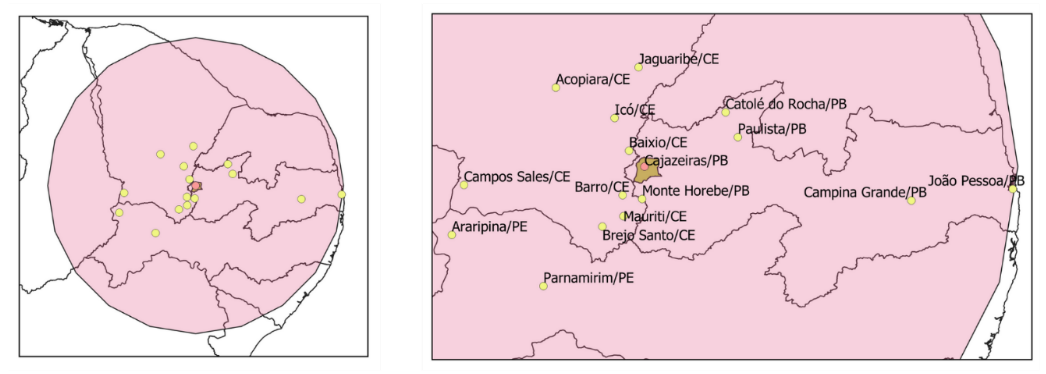 Jaguaribe/CE
Acopiara/CE
Icó/CE
Catolé do Rocha/PB
Paulista/PB
Baixio/CE
Cajazeiras/PB
Campos Sales/CE
João Pessoa/PB
Barro/CE
Monte Horebe/PB
Campina Grande/PB
Mauriti/CE
Araripina/PE
Brejo Santo/CE
Parnamirim/PE